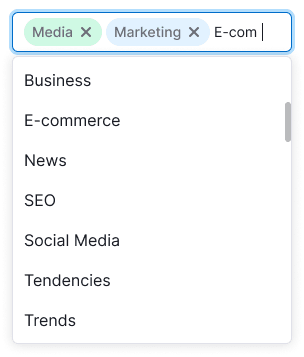 Media Marketing E-com
Business
E-commerce
News
SEO
Social Media
Tendencies
Trends